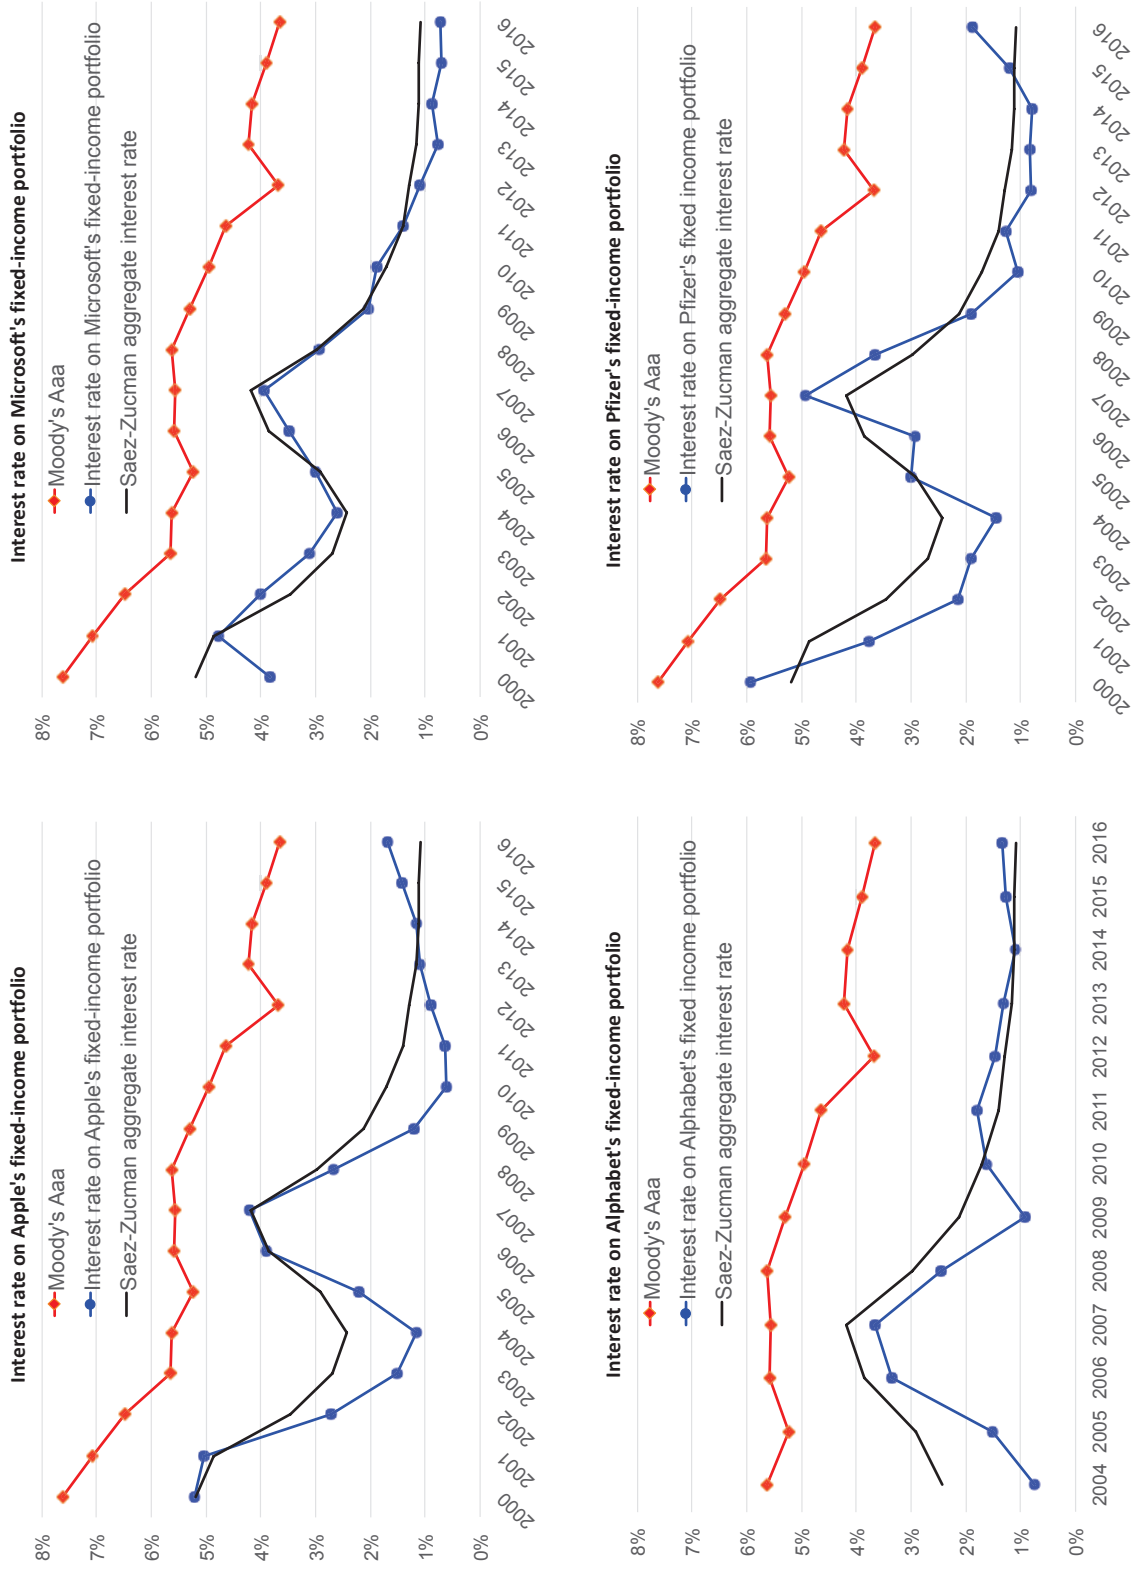 Interest rate on Apple's fixed-income portfolio
Moody's Aaa
Interest rate on Apple's fixed-income portfolio
Saez-Zucman aggregate interest rate
8%
7%
6%
5%
4%
3%
2%
1%
0%
2000 2001 2002 2003 2004 2005 2006 2007 2008 2009 2010 2011 2012 2013 2014 2015 2016
Interest rate on Microsoft's fixed-income portfolio
Moody's Aaa
Interest rate on Microsoft's fixed-income portfolio
Saez-Zucman aggregate interest rate
8%
7%
6%
5%
4%
3%
2%
1%
0%
2000 2001 2002 2003 2004 2005 2006 2007 2008 2009 2010 2011 2012 2013 2014 2015 2016
Interest rate on Alphabet's fixed-income portfolio
Moody's Aaa
Interest rate on Alphabet's fixed income portfolio
Saez-Zucman aggregate interest rate
8%
7%
6%
5%
4%
3%
2%
1%
0%
2004 2005 2006 2007 2008 2009 2010 2011 2012 2013 2014 2015 2016
Interest rate on Pfizer's fixed-income portfolio
Moody's Aaa
Interest rate on Pfizer's fixed income portfolio
Saez-Zucman aggregate interest rate
8%
7%
6%
5%
4%
3%
2%
1%
0%
2000 2001 2002 2003 2004 2005 2006 2007 2008 2009 2010 2011 2012 2013 2014 2015 2016